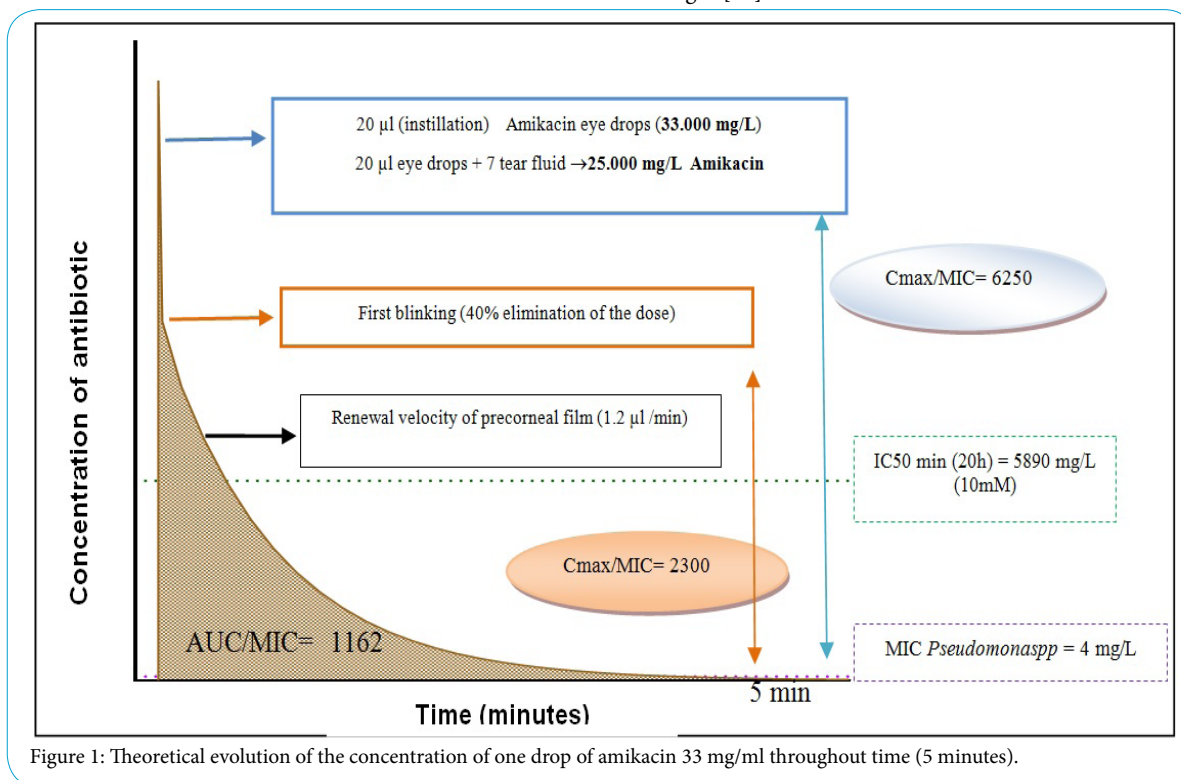 20 µl (instillation) Amikacin eye drops (33.000 mg/L)
20 µl eye drops + 7 tear fluid →25.000 mg/L Amikacin
Cmax/MIC= 6250
First blinking (40% elimination of the dose)
Renewal velocity of precorneal film (1.2 µl /min)
Concentration of antibiotic
IC50 min (20h) = 5890 mg/L
(10mM)
Cmax/MIC= 2300
AUC/MIC= 1162
MIC Pseudomonaspp = 4 mg/L
5 min
Time (minutes)
Figure 1: Theoretical evolution of the concentration of one drop of amikacin 33 mg/ml throughout time (5 minutes).